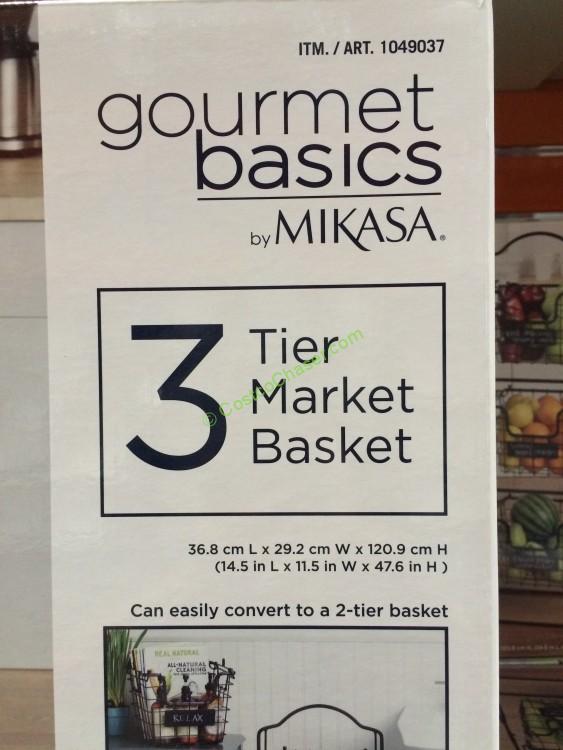 ITM. / ART. 1049037
gourmet
basics
by MIKASA®
3 Tier
Market
Basket
© CostcoChaser.com
36.8 cm L x 29.2 cm W x 120.9 cm H
(14.5 in L x 11.5 in W x 47.6 in H )
Can easily convert to a 2-tier basket
REAL NATURAL
ALL-NATURAL
CLEANING
RELAX